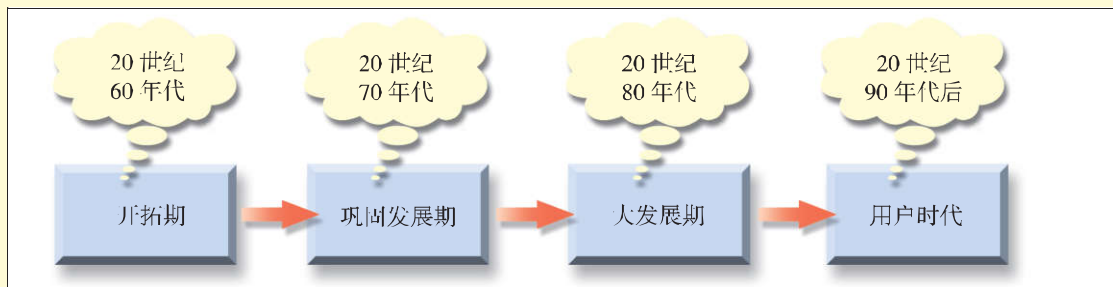 20 世纪
60 年代
20 世纪
70 年代
20 世纪
80 年代
20 世纪
90 年代后
开拓期
巩固发展期
大发展期
用户时代